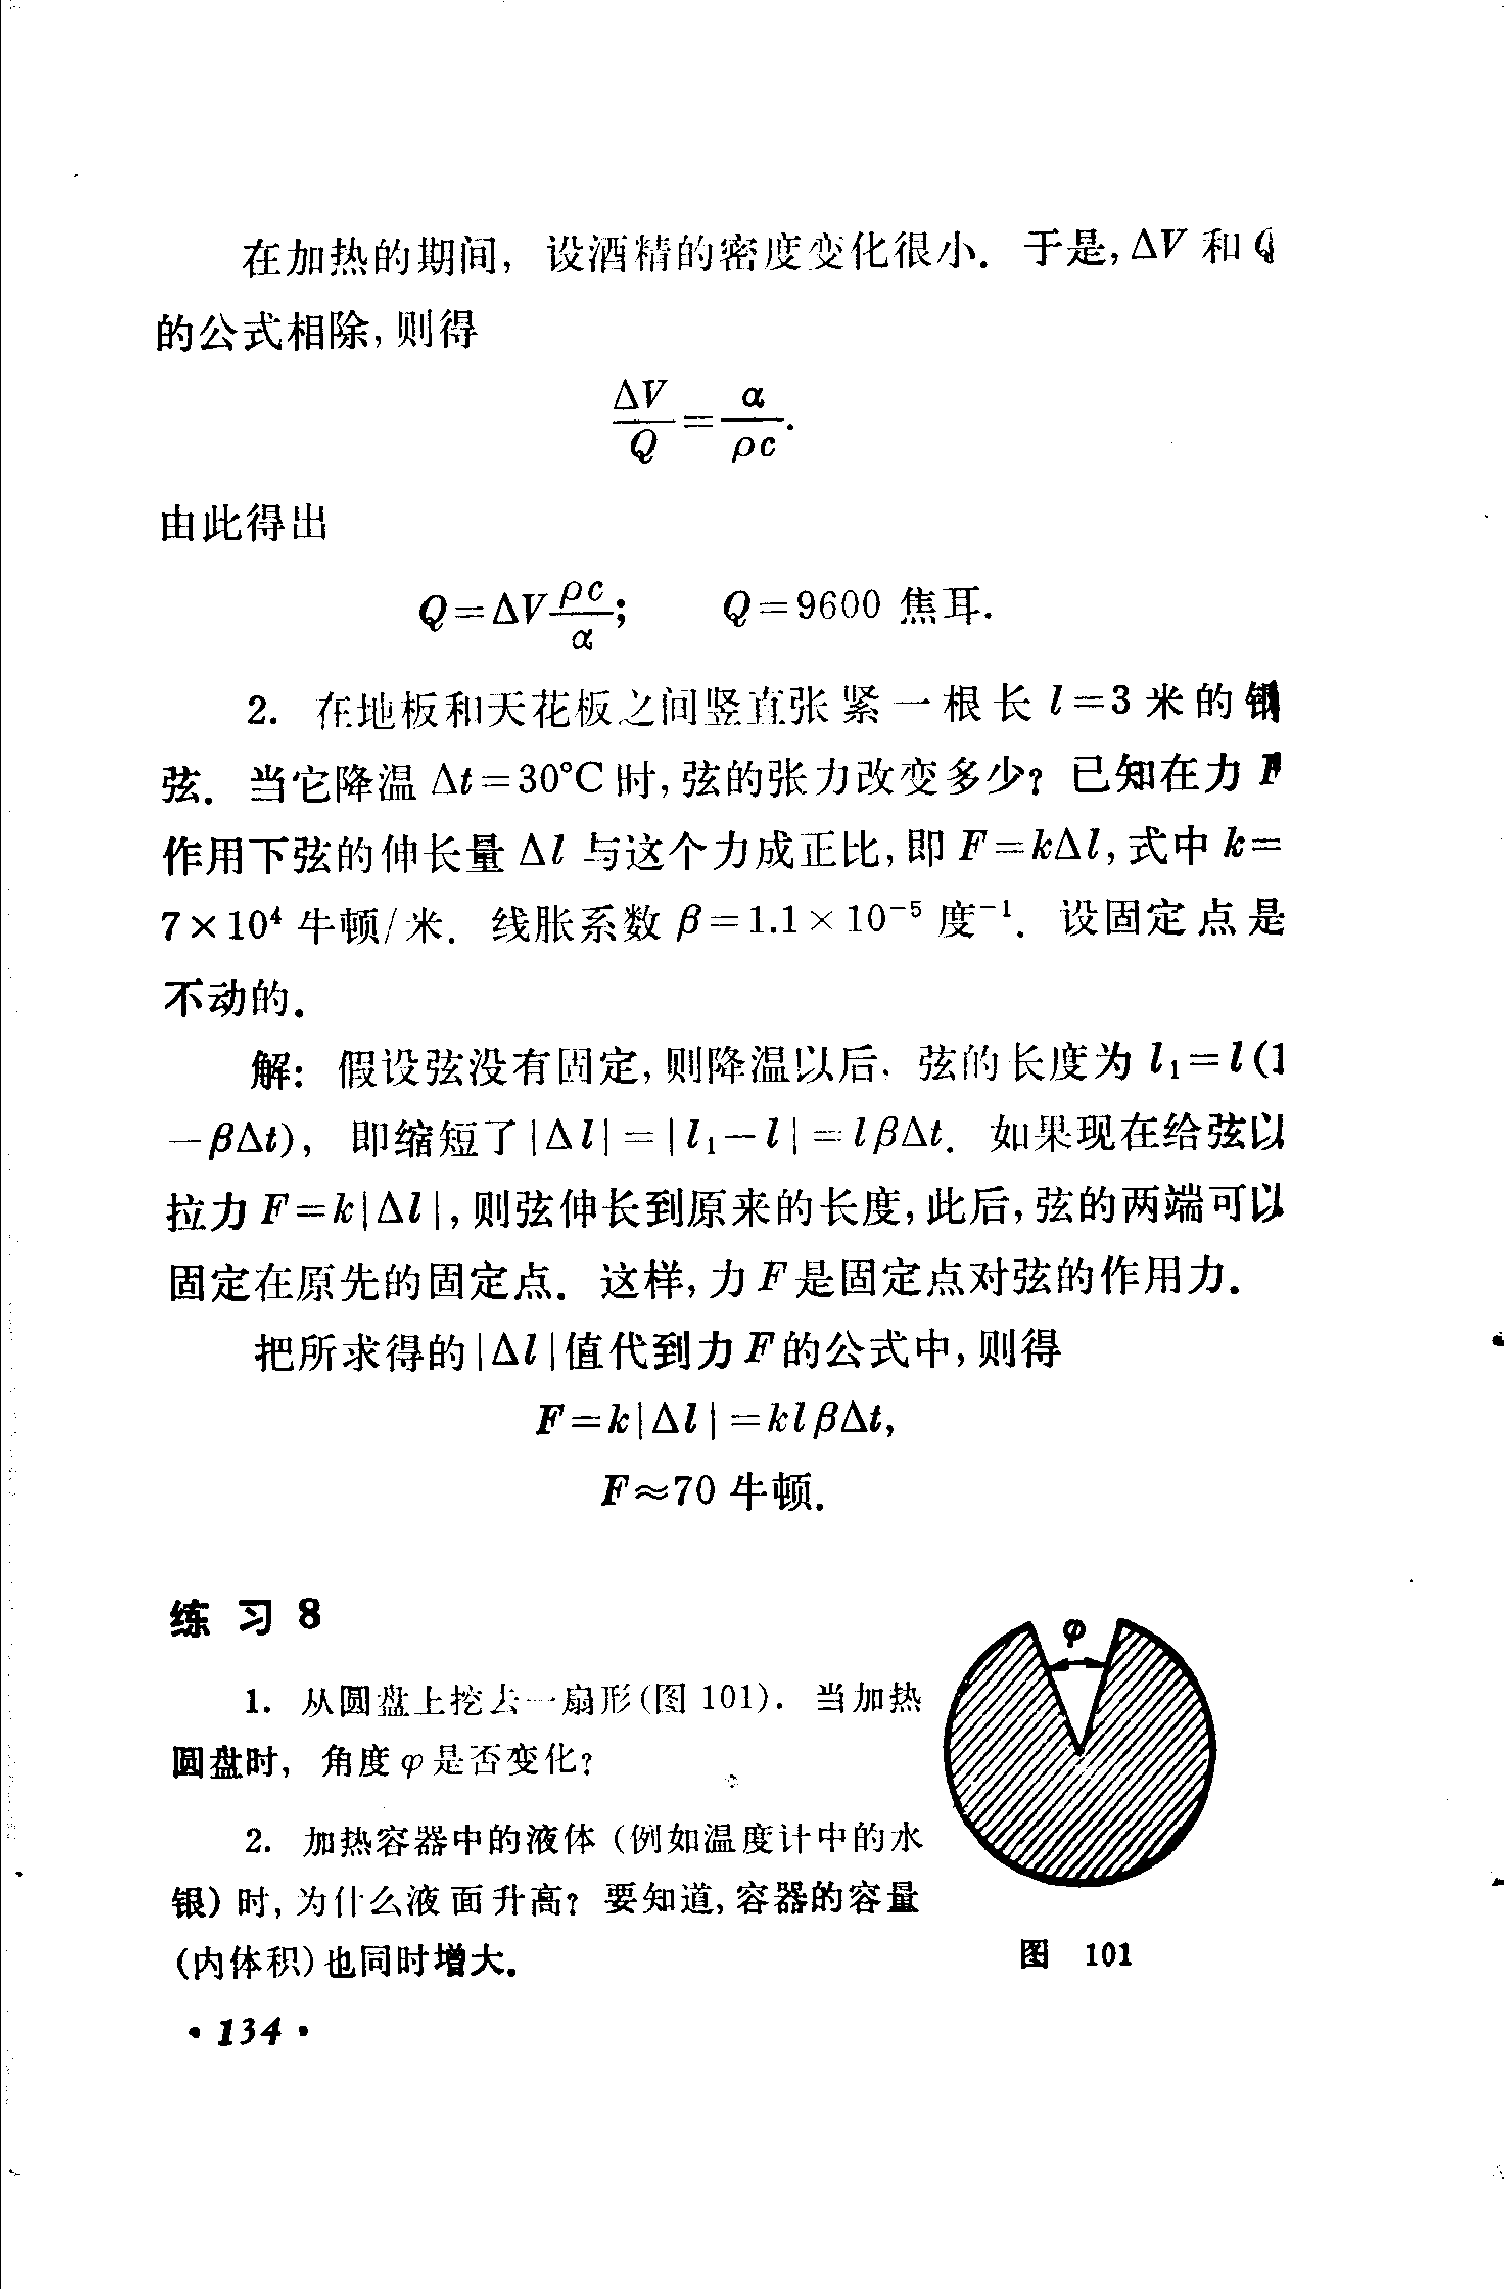 在加热的期间，设酒精的密度变化很小．于是，ΔV 和 Q
的公式相除，则得
ΔV/Q = α/ρc.
由此得出
Q=ΔV ρc/α;  Q=9600 焦耳．
2. 在地板和天花板之间竖直张紧一根长 l=3 米的钢
弦．当它降温 Δt=30°C 时，弦的张力改变多少？已知在力 F
作用下弦的伸长量 Δl 与这个力成正比，即 F=kΔl，式中 k=
7×10⁴ 牛顿/米．线胀系数 β=1.1×10⁻⁵ 度⁻¹．设固定点是
不动的．
解：假设弦没有固定，则降温以后，弦的长度为 l₁=l(1
−βΔt)，即缩短了|Δl|=|l₁−l|=lβΔt．如果现在给弦以
拉力 F=k|Δl|，则弦伸长到原来的长度，此后，弦的两端可以
固定在原先的固定点．这样，力 F 是固定点对弦的作用力．
把所求得的|Δl|值代到力 F 的公式中，则得
F=k|Δl|=klβΔt,
F≈70 牛顿．
练习 8
1. 从圆盘上挖去一扇形(图 101)．当加热
圆盘时，角度 φ 是否变化？
2. 加热容器中的液体（例如温度计中的水
银）时，为什么液面升高？要知道，容器的容量
(内体积)也同时增大．
φ
图 101
·134·